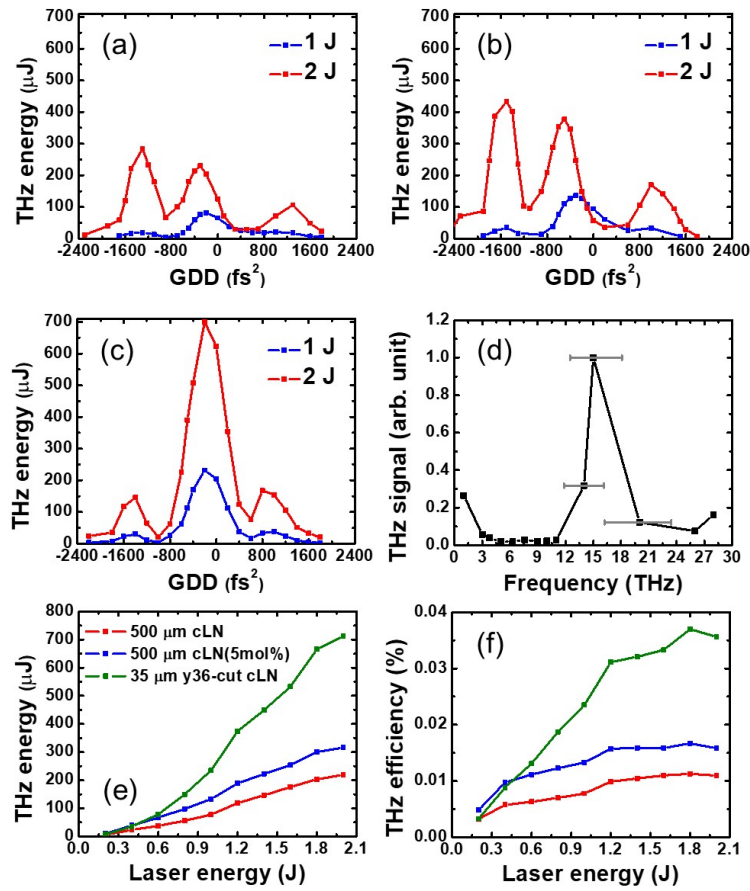 (a)
1 J
2 J
700
600
500
400
300
200
100
0
THz energy (μJ)
-2400 -1600 -800 0 800 1600 2400
GDD (fs²)
(b)
1 J
2 J
700
600
500
400
300
200
100
0
THz energy (μJ)
-2400 -1600 -800 0 800 1600 2400
GDD (fs²)
(c)
1 J
2 J
700
600
500
400
300
200
100
0
THz energy (μJ)
-2400 -1600 -800 0 800 1600 2400
GDD (fs²)
(d)
1.2
1.0
0.8
0.6
0.4
0.2
0.0
THz signal (arb. unit)
0 3 6 9 12 15 18 21 24 27 30
Frequency (THz)
800
700
600
500
400
300
200
100
0
THz energy (μJ)
500 μm cLN
500 μm cLN(5mol%)
35 μm y36-cut cLN
(e)
0.0 0.3 0.6 0.9 1.2 1.5 1.8 2.1
Laser energy (J)
(f)
0.04
0.03
0.02
0.01
0.00
THz efficiency (%)
0.0 0.3 0.6 0.9 1.2 1.5 1.8 2.1
Laser energy (J)